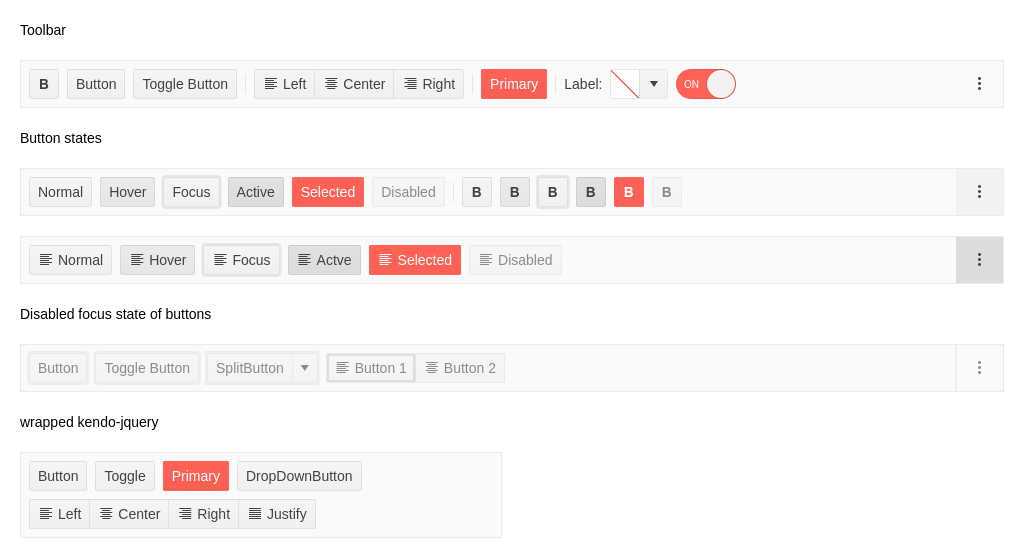 Toolbar
B Button Toggle Button Left Center Right Primary Label: ON
Button states
Normal Hover Focus Active Selected Disabled B B B B B B
Normal Hover Focus Actve Selected Disabled
Disabled focus state of buttons
Button Toggle Button SplitButton Button 1 Button 2
wrapped kendo-jquery
Button Toggle Primary DropDownButton
Left Center Right Justify